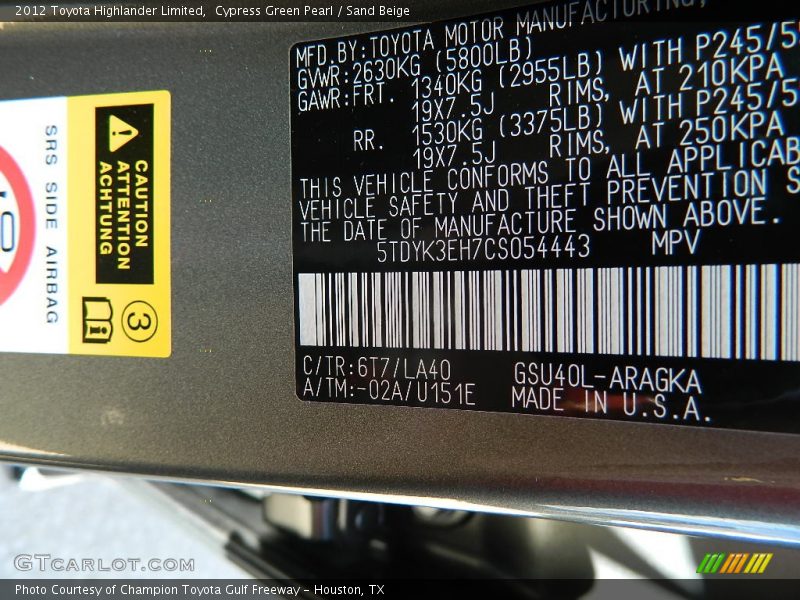 2012 Toyota Highlander Limited, Cypress Green Pearl / Sand Beige
MFD.BY:TOYOTA MOTOR MANUFACTURING,
GVWR:2630KG (5800LB)
GAWR:FRT. 1340KG (2955LB) WITH P245/55
19X7.5J RIMS, AT 210KPA
RR. 1530KG (3375LB) WITH P245/5
19X7.5J RIMS, AT 250KPA
THIS VEHICLE CONFORMS TO ALL APPLICAB
VEHICLE SAFETY AND THEFT PREVENTION S
THE DATE OF MANUFACTURE SHOWN ABOVE.
5TDYK3EH7CS054443 MPV
C/TR:6T7/LA40 GSU40L-ARAGKA
A/TM:-02A/U151E MADE IN U.S.A.
CAUTION
ATTENTION
ACHTUNG
3
SRS SIDE AIRBAG
GTcarlot.com
Photo Courtesy of Champion Toyota Gulf Freeway - Houston, TX